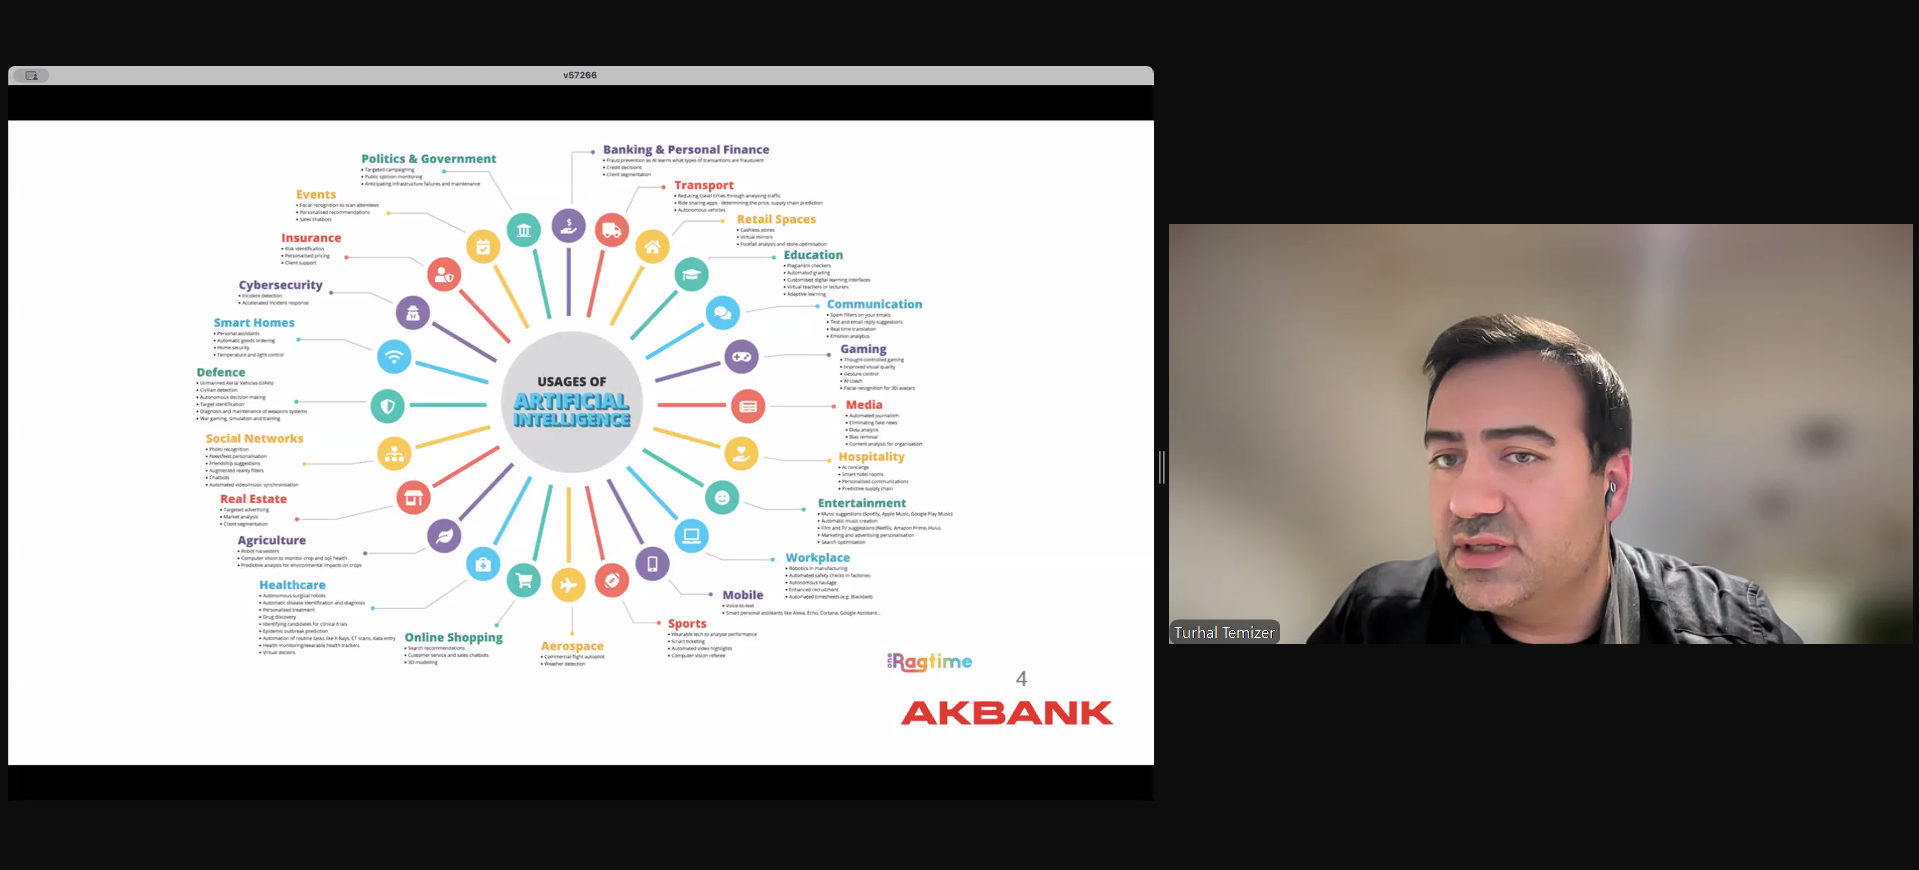 v57266
Politics & Government
• Targeted campaigning
• Public opinion monitoring
• Anticipating infrastructure failures and maintenance
Banking & Personal Finance
• Fraud prevention as AI learns what types of transactions are fraudulent
• Credit decisions
• Client segmentation
Events
• Facial recognition to scan attendees
• Personalised recommendations
• Sales chatbots
Transport
• Reducing travel times through analysing traffic
• Ride sharing apps - determining the price, supply chain prediction
• Autonomous vehicles
Insurance
• Risk identification
• Personalised pricing
• Client support
Retail Spaces
• Cashless stores
• Virtual mirrors
• Footfall analysis and store optimisation
Cybersecurity
• Incident detection
• Accelerated incident response
Education
• Plagiarism checkers
• Automated grading
• Customised digital learning interfaces
• Virtual teachers or lecturers
• Adaptive learning
Smart Homes
• Personal assistants
• Automatic goods ordering
• Home security
• Temperature and light control
Communication
• Spam filters on your emails
• Text and email reply suggestions
• Real time translation
• Emotion analytics
Defence
• Unmanned Aerial Vehicles (UAVs)
• Civilian detection
• Autonomous decision making
• Target identification
• Diagnosis and maintenance of weapons systems
• War gaming, simulation and training
Gaming
• Thought-controlled gaming
• Improved visual quality
• Gesture control
• AI coach
• Facial recognition for 3D avatars
USAGES OF
ARTIFICIAL
INTELLIGENCE
Media
• Automated journalism
• Eliminating fake news
• Data analysis
• Bias removal
• Content analysis for organisation
Social Networks
• Photo recognition
• Newsfeed personalisation
• Friendship suggestions
• Augmented reality filters
• Chatbots
• Automated video/music synchronisation
Hospitality
• AI concierge
• Smart hotel rooms
• Personalised communications
• Predictive supply chain
Real Estate
• Targeted advertising
• Market analysis
• Client segmentation
Entertainment
• Music suggestions (Spotify, Apple Music, Google Play Music)
• Automatic music creation
• Film and TV suggestions (Netflix, Amazon Prime, Hulu)
• Marketing and advertising personalisation
• Search optimisation
Agriculture
• Robot harvesters
• Computer vision to monitor crop and soil health
• Predictive analysis for environmental impacts on crops
Workplace
• Robotics in manufacturing
• Automated safety checks in factories
• Autonomous haulage
• Enhanced recruitment
• Automated timesheets (e.g. Blackbelt)
Healthcare
• Autonomous surgical robots
• Automatic disease identification and diagnosis
• Personalised treatment
• Drug discovery
• Identifying candidates for clinical trials
• Epidemic outbreak prediction
• Automation of routine tasks like X-Rays, CT scans, data entry
• Health monitoring/wearable health trackers
• Virtual doctors
Mobile
• Voice-to-text
• Smart personal assistants like Alexa, Echo, Cortana, Google Assistant...
Online Shopping
• Search recommendations
• Customer service and sales chatbots
• 3D modelling
Aerospace
• Commercial flight autopilot
• Weather detection
Sports
• Wearable tech to analyse performance
• Smart ticketing
• Automated video highlights
• Computer vision referee
one Ragtime
4
AKBANK
Turhal Temizer